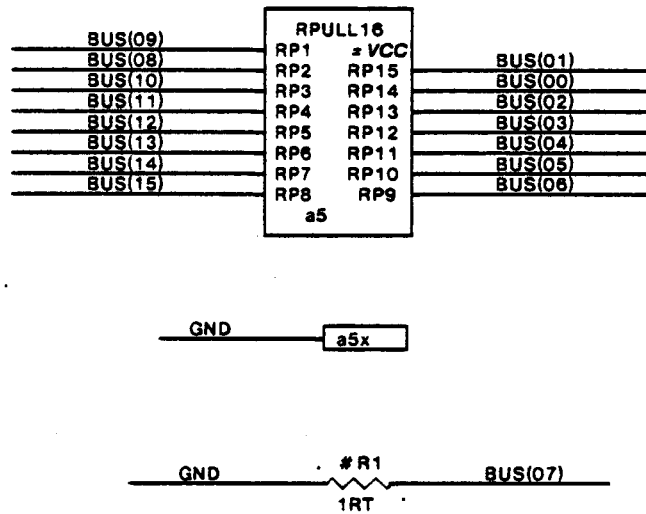 RPULL16
BUS(09) RP1 = VCC
BUS(08) RP2 RP15 BUS(01)
BUS(10) RP3 RP14 BUS(00)
BUS(11) RP4 RP13 BUS(02)
BUS(12) RP5 RP12 BUS(03)
BUS(13) RP6 RP11 BUS(04)
BUS(14) RP7 RP10 BUS(05)
BUS(15) RP8 RP9 BUS(06)
a5
GND a5x
GND #R1 BUS(07)
1RT